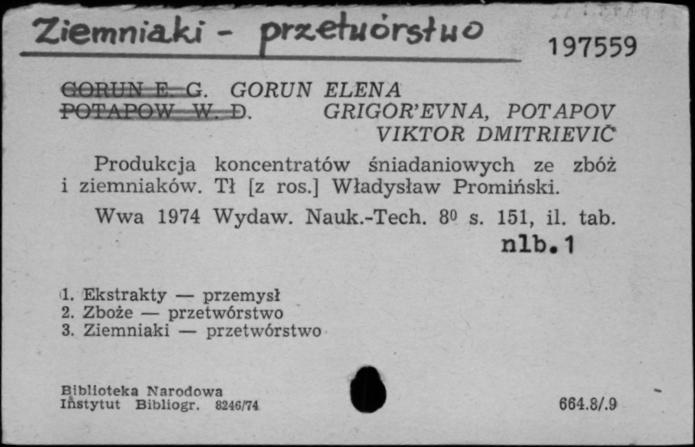 Ziemniaki - przetwórstwo
197559
GORUN E. G. GORUN ELENA
POTAPOW W. D. GRIGOR'EVNA, POTAPOV
VIKTOR DMITRIEVIČ
Produkcja koncentratów śniadaniowych ze zbóż
i ziemniaków. Tł [z ros.] Władysław Promiński.
Wwa 1974 Wydaw. Nauk.-Tech. 8⁰ s. 151, il. tab.
nlb. 1
1. Ekstrakty — przemysł
2. Zboże — przetwórstwo
3. Ziemniaki — przetwórstwo
Biblioteka Narodowa
Instytut Bibliogr. 8246/74
664.8/.9